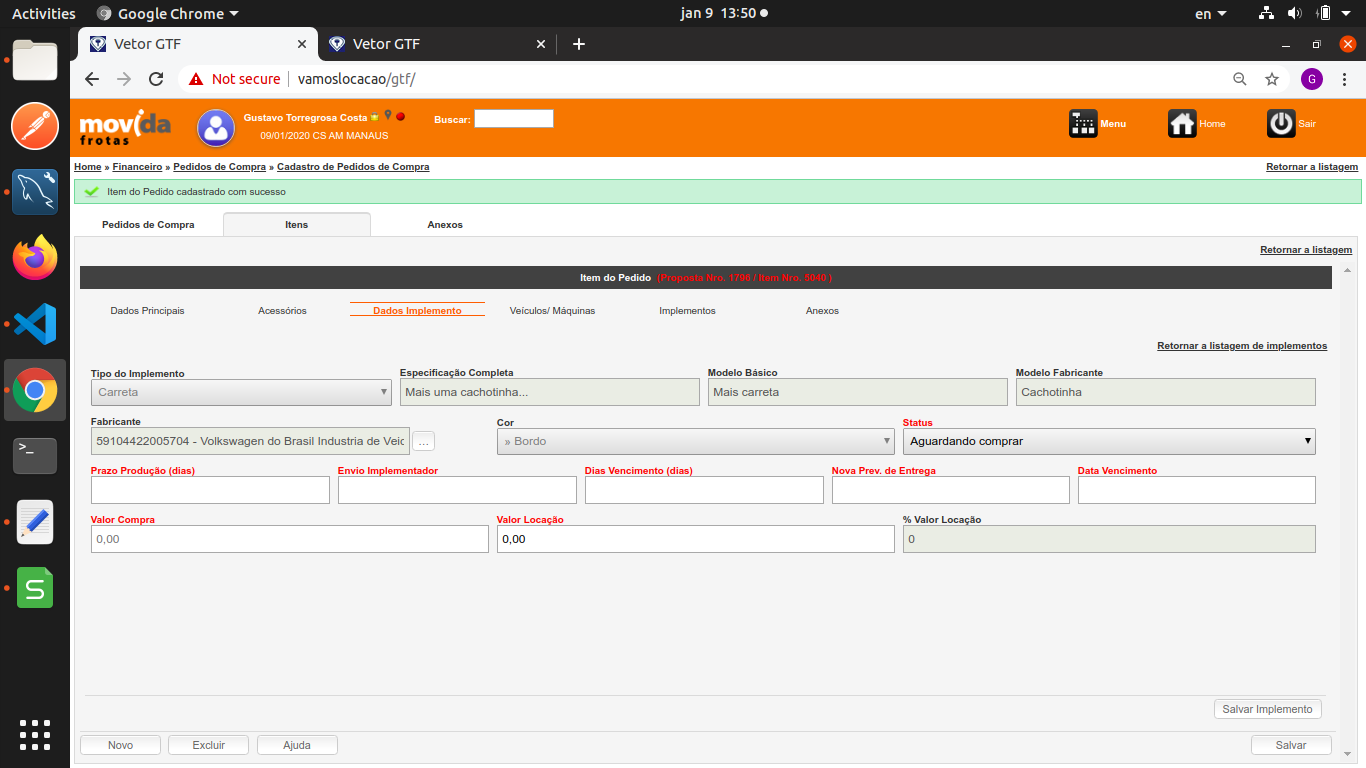 Activities Google Chrome jan 9 13:50 en
Vetor GTF Vetor GTF
Not secure vamoslocacao/gtf/ G
movida frotas
Gustavo Torregrosa Costa
09/01/2020 CS AM MANAUS
Buscar:
Menu Home Sair
Home » Financeiro » Pedidos de Compra » Cadastro de Pedidos de Compra Retornar a listagem
Item do Pedido cadastrado com sucesso
Pedidos de Compra Itens Anexos
Retornar a listagem
Item do Pedido (Proposta Nro. 1796 / Item Nro. 5040 )
Dados Principais Acessórios Dados Implemento Veículos/ Máquinas Implementos Anexos
Retornar a listagem de implementos
Tipo do Implemento Especificação Completa Modelo Básico Modelo Fabricante
Carreta Mais uma cachotinha... Mais carreta Cachotinha
Fabricante Cor Status
59104422005704 - Volkswagen do Brasil Industria de Veic ... » Bordo Aguardando comprar
Prazo Produção (dias) Envio Implementador Dias Vencimento (dias) Nova Prev. de Entrega Data Vencimento
Valor Compra Valor Locação % Valor Locação
0,00 0,00 0
Salvar Implemento
Novo Excluir Ajuda Salvar